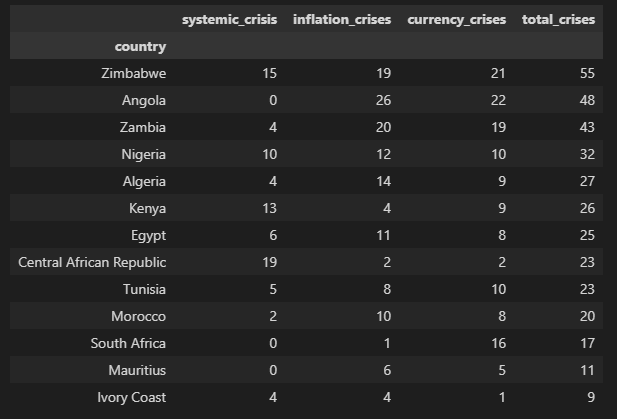 systemic_crisis inflation_crises currency_crises total_crises
country
Zimbabwe 15 19 21 55
Angola 0 26 22 48
Zambia 4 20 19 43
Nigeria 10 12 10 32
Algeria 4 14 9 27
Kenya 13 4 9 26
Egypt 6 11 8 25
Central African Republic 19 2 2 23
Tunisia 5 8 10 23
Morocco 2 10 8 20
South Africa 0 1 16 17
Mauritius 0 6 5 11
Ivory Coast 4 4 1 9